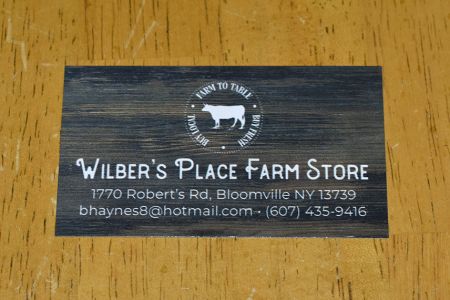 FARM TO TABLE
BUY LOCAL
BUY FRESH
WILBER'S PLACE FARM STORE
1770 Robert's Rd, Bloomville NY 13739
bhaynes8@hotmail.com • (607) 435-9416